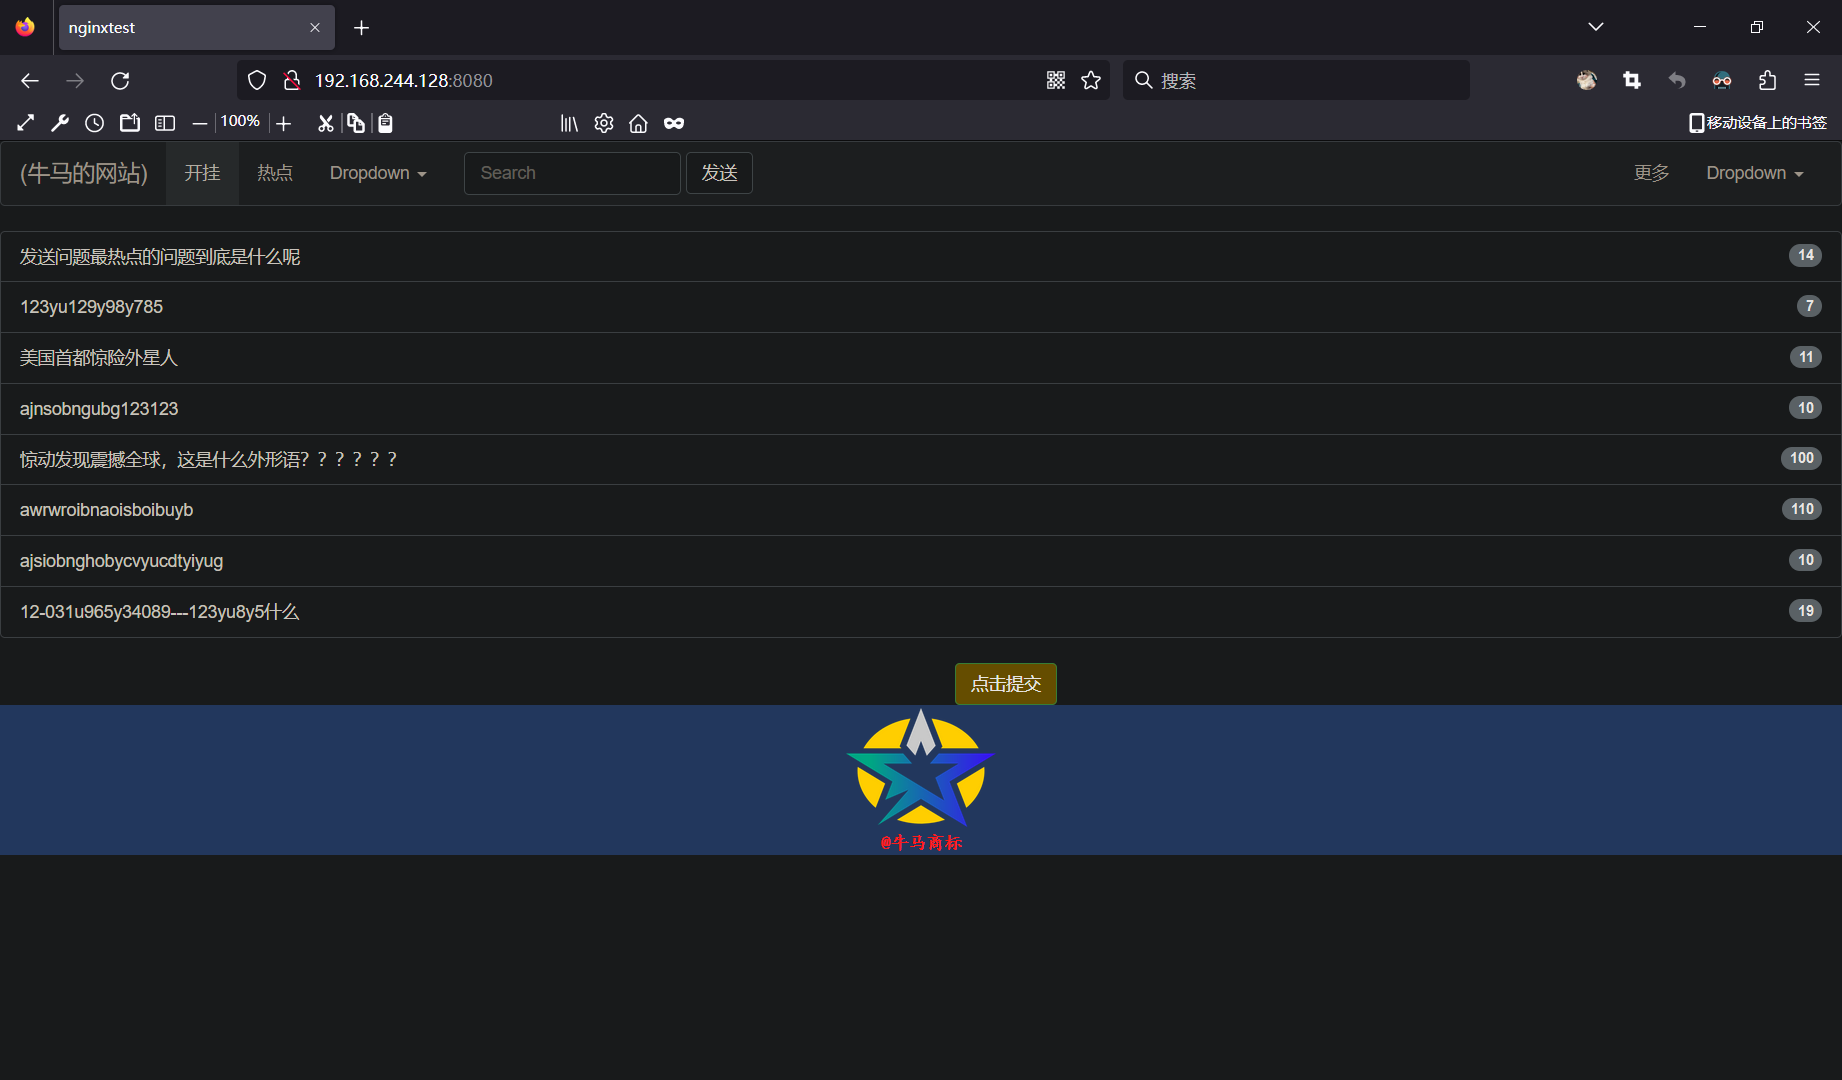 nginxtest
192.168.244.128:8080
搜索
100%
移动设备上的书签
(牛马的网站) 开挂 热点 Dropdown Search 发送 更多 Dropdown
发送问题最热点的问题到底是什么呢 14
123yu129y98y785 7
美国首都惊险外星人 11
ajnsobngubg123123 10
惊动发现震撼全球，这是什么外形语？？？？？？ 100
awrwroibnaoisboibuyb 110
ajsiobnghobycvyucdtyiyug 10
12-031u965y34089---123yu8y5什么 19
点击提交
@牛马商标